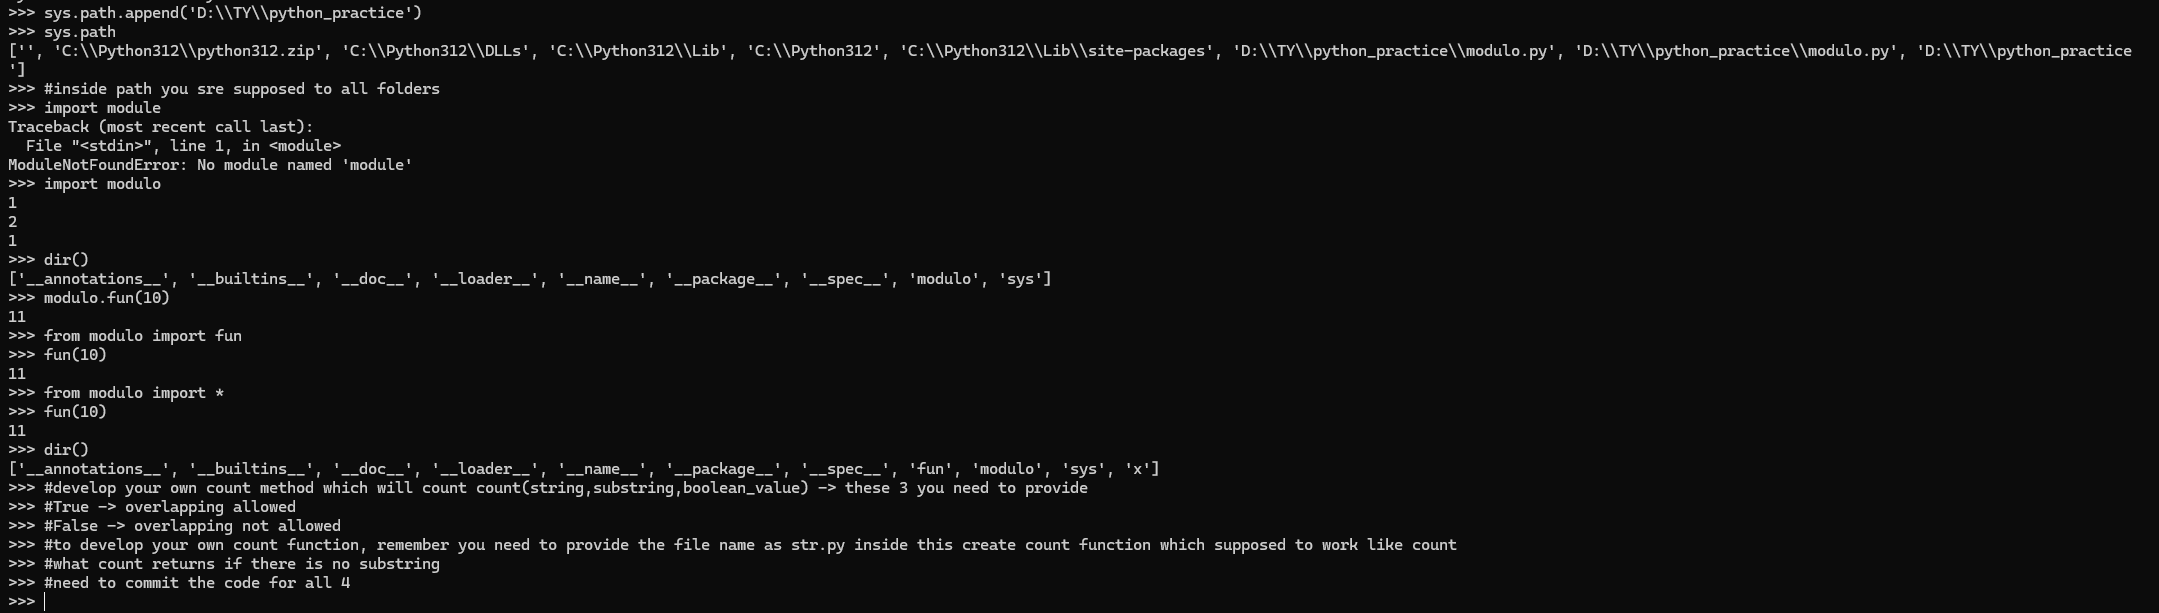 >>> sys.path.append('D:\\TY\\python_practice')
>>> sys.path
['', 'C:\\Python312\\python312.zip', 'C:\\Python312\\DLLs', 'C:\\Python312\\Lib', 'C:\\Python312', 'C:\\Python312\\Lib\\site-packages', 'D:\\TY\\python_practice\\modulo.py', 'D:\\TY\\python_practice\\modulo.py', 'D:\\TY\\python_practice
']
>>> #inside path you sre supposed to all folders
>>> import module
Traceback (most recent call last):
  File "<stdin>", line 1, in <module>
ModuleNotFoundError: No module named 'module'
>>> import modulo
1
2
1
>>> dir()
['__annotations__', '__builtins__', '__doc__', '__loader__', '__name__', '__package__', '__spec__', 'modulo', 'sys']
>>> modulo.fun(10)
11
>>> from modulo import fun
>>> fun(10)
11
>>> from modulo import *
>>> fun(10)
11
>>> dir()
['__annotations__', '__builtins__', '__doc__', '__loader__', '__name__', '__package__', '__spec__', 'fun', 'modulo', 'sys', 'x']
>>> #develop your own count method which will count count(string,substring,boolean_value) -> these 3 you need to provide
>>> #True -> overlapping allowed
>>> #False -> overlapping not allowed
>>> #to develop your own count function, remember you need to provide the file name as str.py inside this create count function which supposed to work like count
>>> #what count returns if there is no substring
>>> #need to commit the code for all 4
>>>